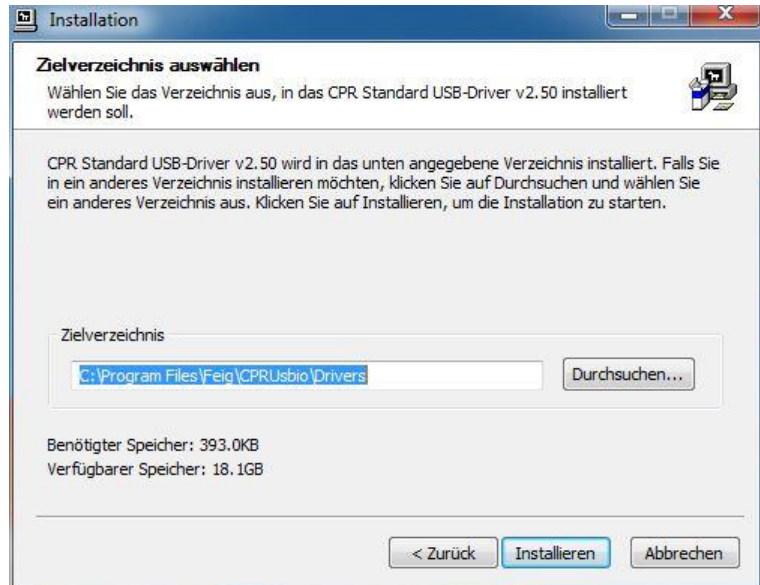 Installation
Zielverzeichnis auswählen
Wählen Sie das Verzeichnis aus, in das CPR Standard USB-Driver v2.50 installiert
werden soll.
CPR Standard USB-Driver v2.50 wird in das unten angegebene Verzeichnis installiert. Falls Sie
in ein anderes Verzeichnis installieren möchten, klicken Sie auf Durchsuchen und wählen Sie
ein anderes Verzeichnis aus. Klicken Sie auf Installieren, um die Installation zu starten.
Zielverzeichnis
C:\Program Files\Feig\CPRUsbio\Drivers
Durchsuchen...
Benötigter Speicher: 393.0KB
Verfügbarer Speicher: 18.1GB
< Zurück
Installieren
Abbrechen